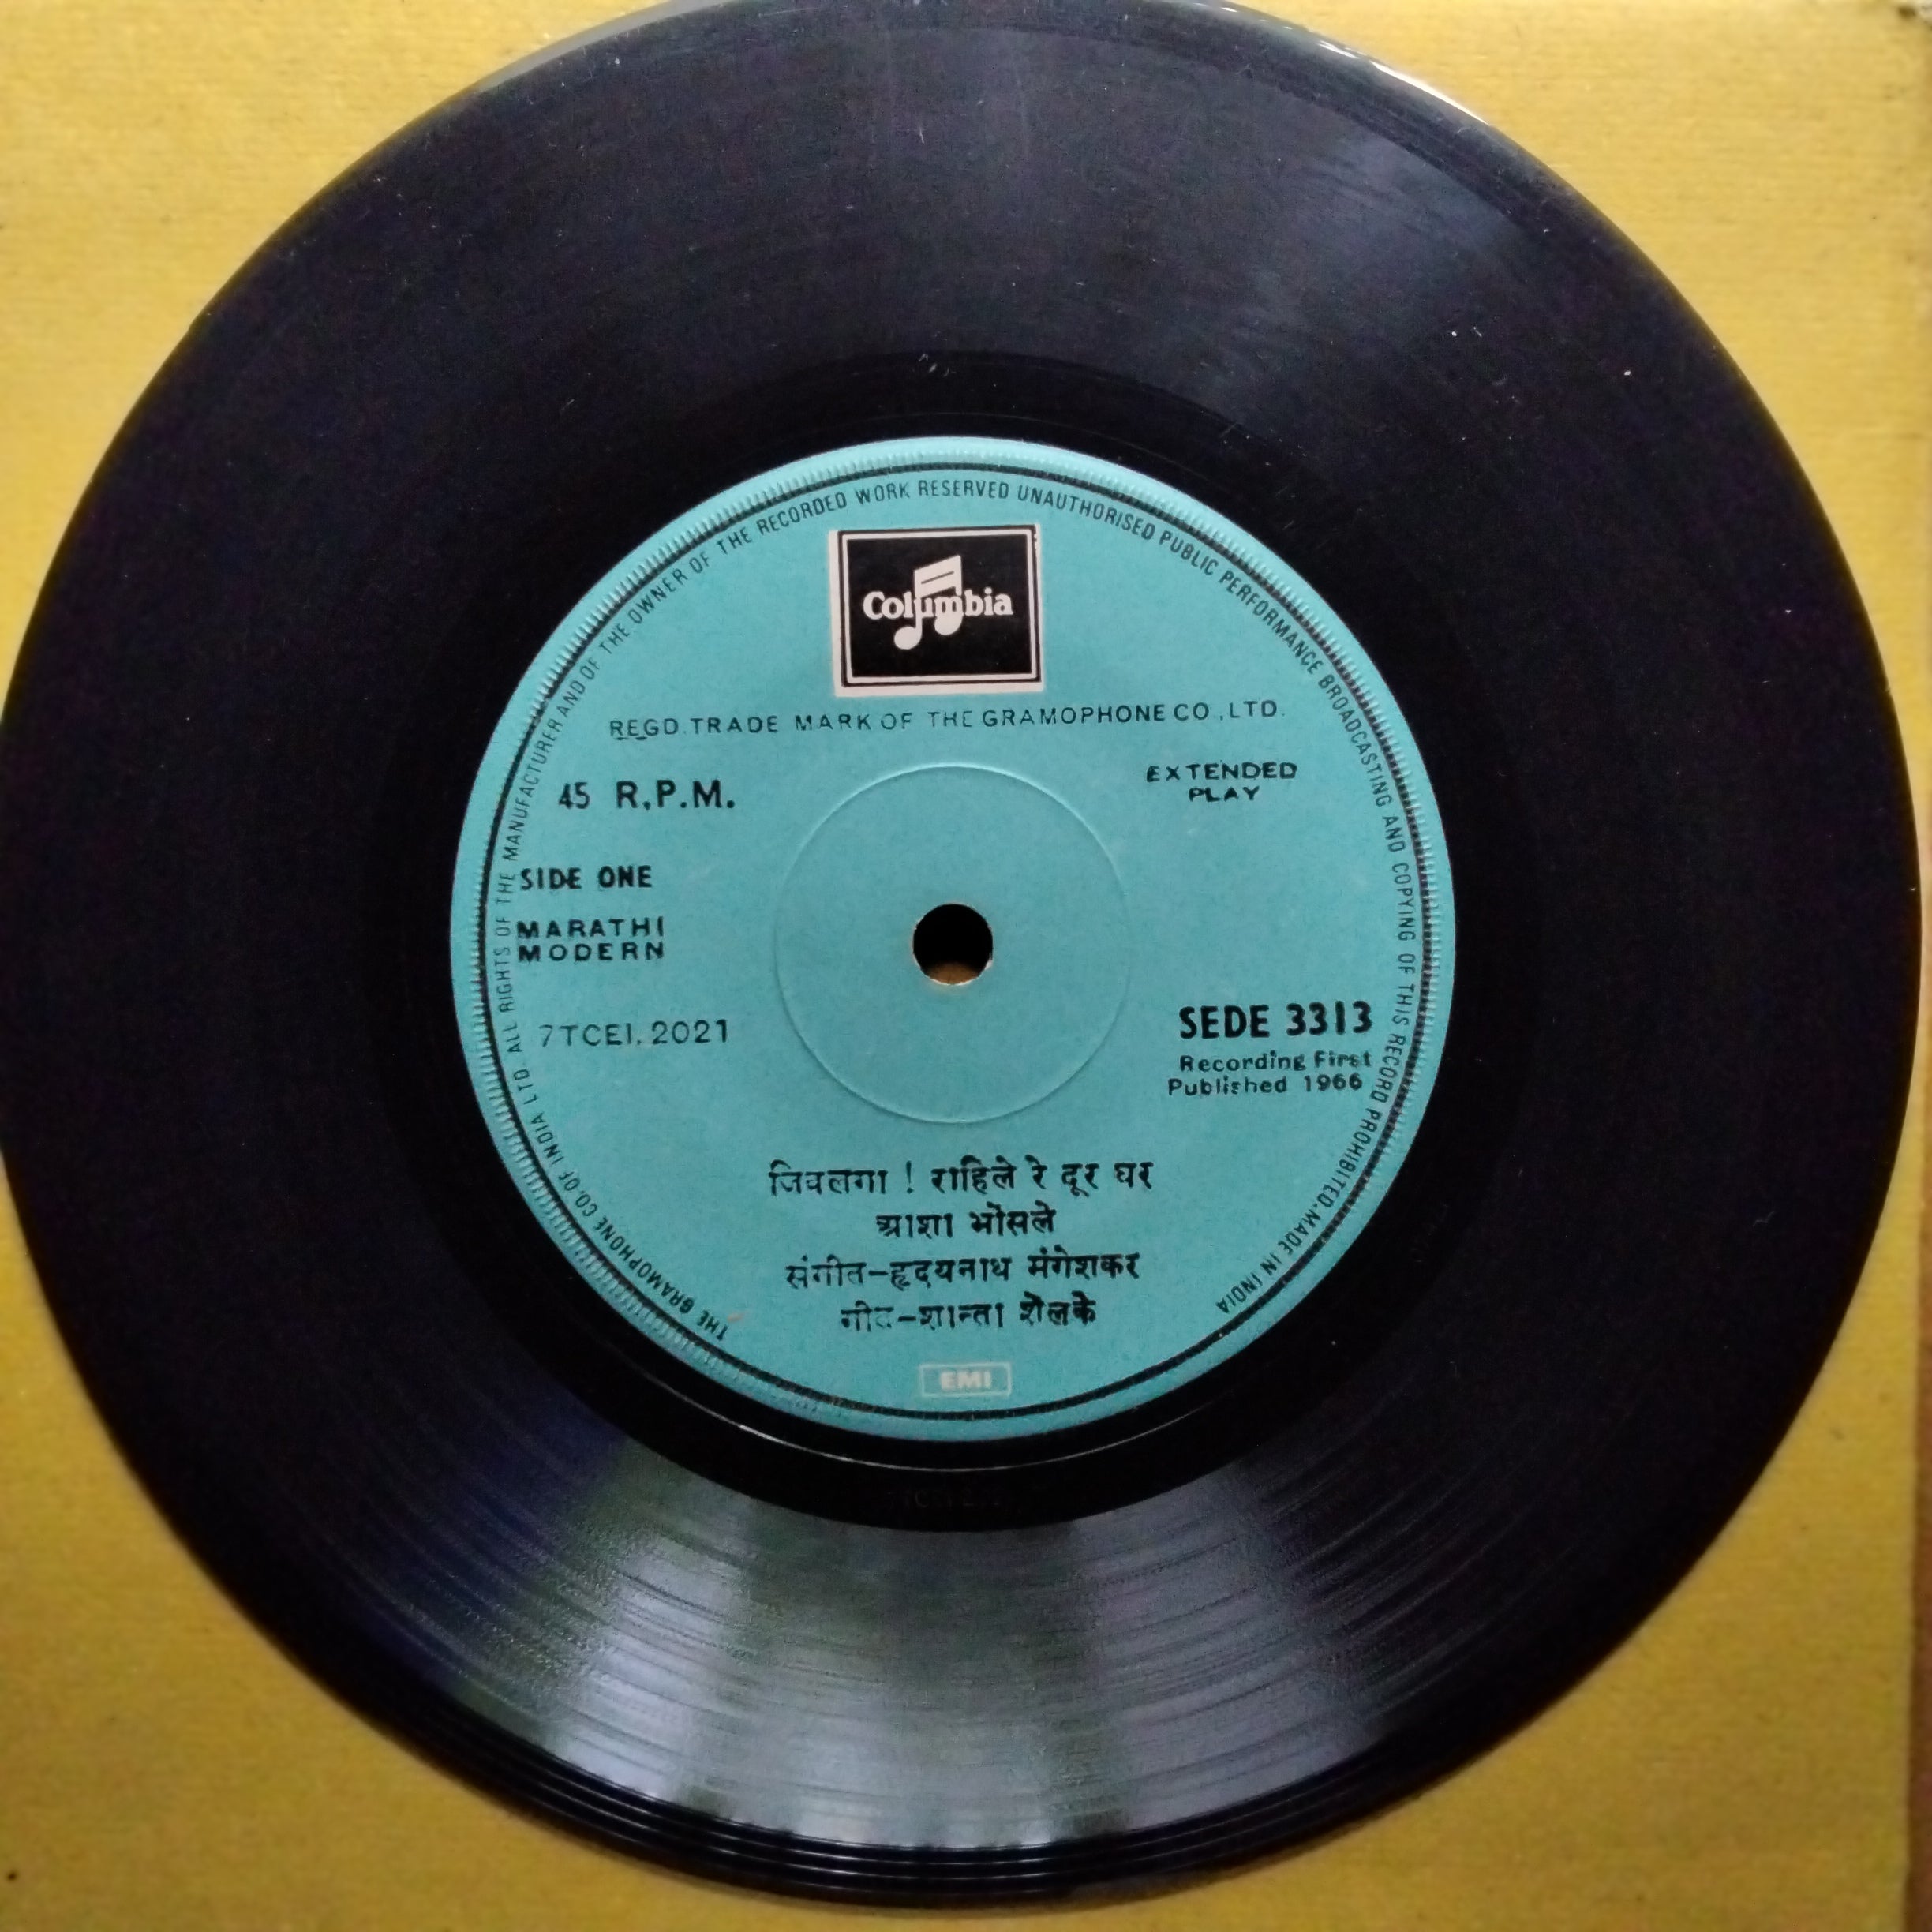 THE GRAMOPHONE CO. OF INDIA LTD. ALL RIGHTS OF THE MANUFACTURER AND OF THE OWNER OF THE RECORDED WORK RESERVED UNAUTHORISED PUBLIC PERFORMANCE BROADCASTING AND COPYING OF THIS RECORD PROHIBITED. MADE IN INDIA
Columbia
REGD. TRADE MARK OF THE GRAMOPHONE CO., LTD.
45 R.P.M.
EXTENDED
PLAY
SIDE ONE
MARATHI
MODERN
7TCEI. 2021
SEDE 3313
Recording First
Published 1966
जिवलगा ! राहिले रे दूर घर
आशा भोंसले
संगीत-हृदयनाथ मंगेशकर
गीत-शान्ता शेलके
EMI